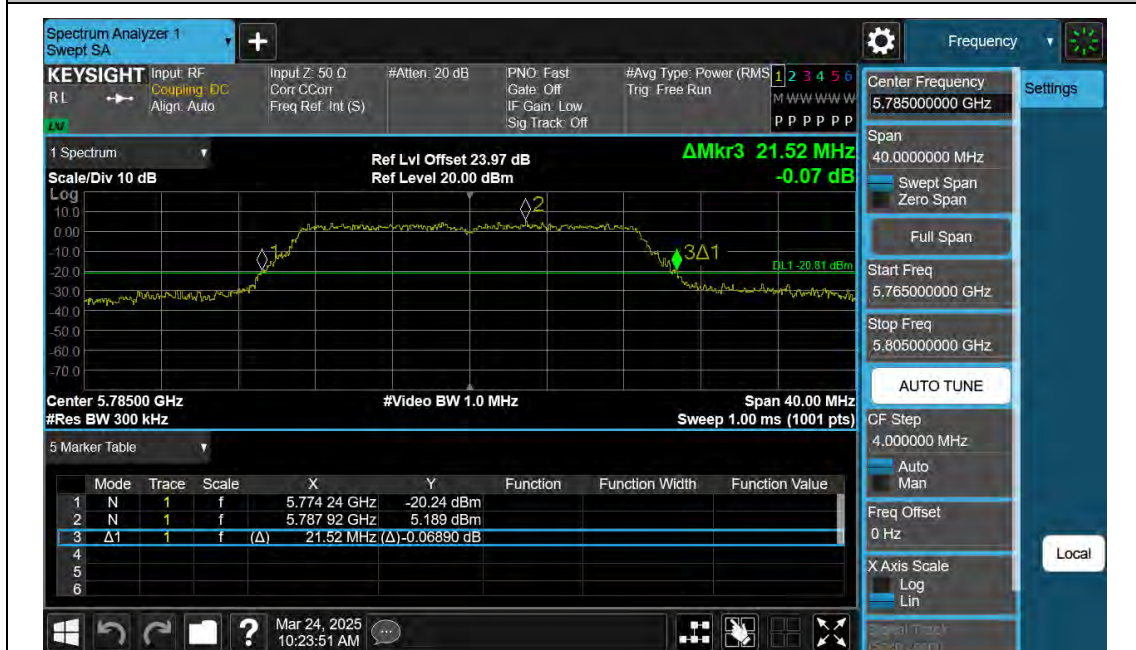 Spectrum Analyzer 1
Swept SA
+
Frequency
KEYSIGHT
RL
Input: RF
Coupling: DC
Align: Auto
Input Z: 50 Ω
Corr CCorr
Freq Ref: Int (S)
#Atten: 20 dB
PNO: Fast
Gate: Off
IF Gain: Low
Sig Track: Off
#Avg Type: Power (RMS
Trig: Free Run
1 2 3 4 5 6
M W W W W W
P P P P P P
LXI
1 Spectrum
Scale/Div 10 dB
Ref Lvl Offset 23.97 dB
Ref Level 20.00 dBm
ΔMkr3 21.52 MHz
-0.07 dB
Log
10.0
0.00
-10.0
-20.0
-30.0
-40.0
-50.0
-60.0
-70.0
1
2
3Δ1
DL1 -20.81 dBm
Center 5.78500 GHz
#Res BW 300 kHz
#Video BW 1.0 MHz
Span 40.00 MHz
Sweep 1.00 ms (1001 pts)
5 Marker Table
Mode Trace Scale X Y Function Function Width Function Value
1 N 1 f 5.774 24 GHz -20.24 dBm
2 N 1 f 5.787 92 GHz 5.189 dBm
3 Δ1 1 f (Δ) 21.52 MHz (Δ)-0.06890 dB
4
5
6
?
Mar 24, 2025
10:23:51 AM
Center Frequency
5.785000000 GHz
Settings
Span
40.0000000 MHz
Swept Span
Zero Span
Full Span
Start Freq
5.765000000 GHz
Stop Freq
5.805000000 GHz
AUTO TUNE
CF Step
4.000000 MHz
Auto
Man
Freq Offset
0 Hz
X Axis Scale
Log
Lin
Local
Signal Track